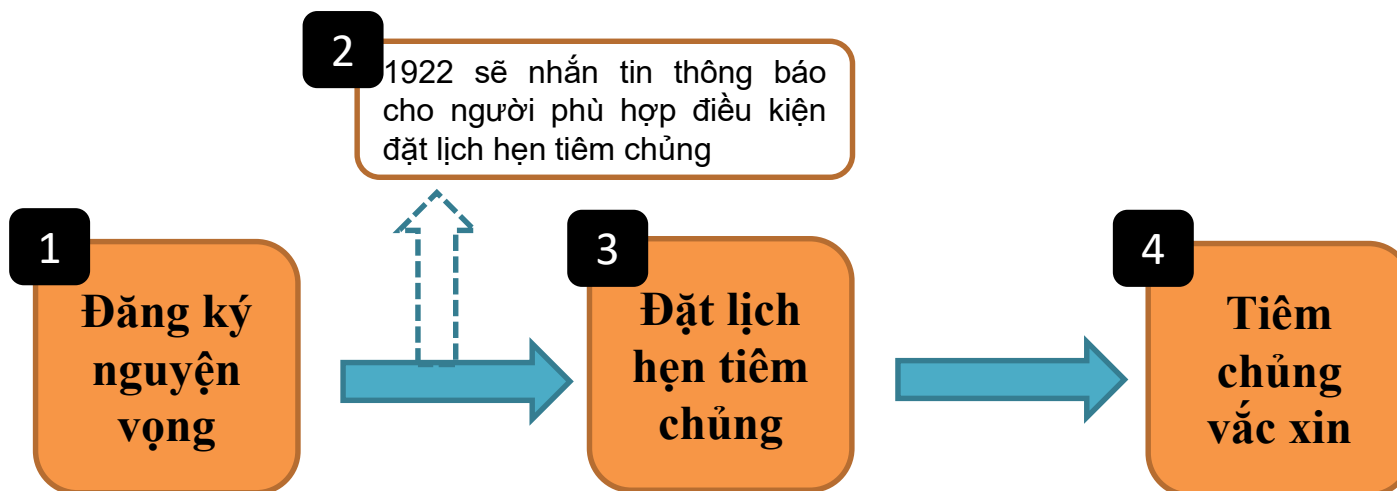 2
1922 sẽ nhắn tin thông báo
cho người phù hợp điều kiện
đặt lịch hẹn tiêm chủng
1
Đăng ký
nguyện
vọng
3
Đặt lịch
hẹn tiêm
chủng
4
Tiêm
chủng
vắc xin